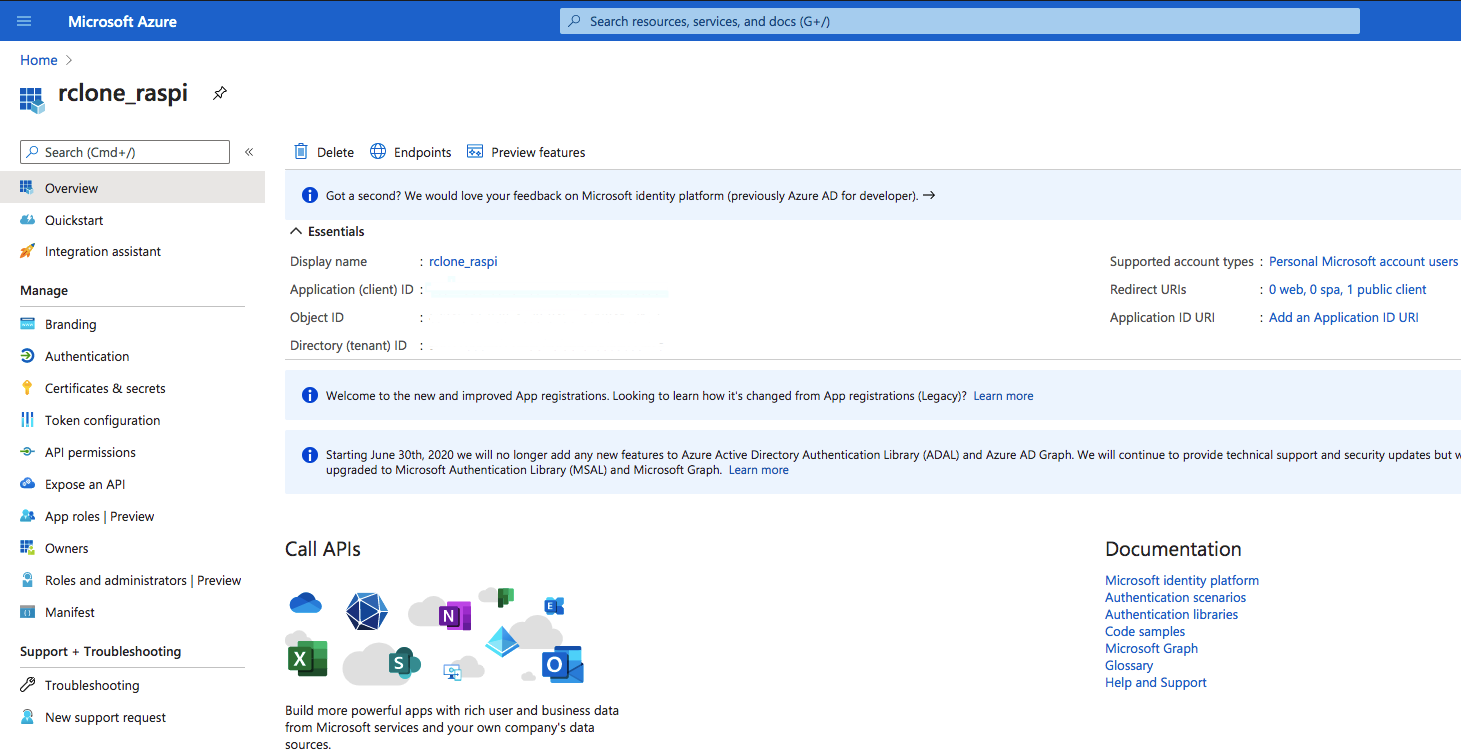 Microsoft Azure
Search resources, services, and docs (G+/)
Home
rclone_raspi
Search (Cmd+/)
Overview
Quickstart
Integration assistant
Manage
Branding
Authentication
Certificates & secrets
Token configuration
API permissions
Expose an API
App roles | Preview
Owners
Roles and administrators | Preview
Manifest
Support + Troubleshooting
Troubleshooting
New support request
Delete Endpoints Preview features
Got a second? We would love your feedback on Microsoft identity platform (previously Azure AD for developer). →
Essentials
Display name : rclone_raspi
Application (client) ID :
Object ID :
Directory (tenant) ID :
Supported account types : Personal Microsoft account users
Redirect URIs : 0 web, 0 spa, 1 public client
Application ID URI : Add an Application ID URI
Welcome to the new and improved App registrations. Looking to learn how it's changed from App registrations (Legacy)? Learn more
Starting June 30th, 2020 we will no longer add any new features to Azure Active Directory Authentication Library (ADAL) and Azure AD Graph. We will continue to provide technical support and security updates but
upgraded to Microsoft Authentication Library (MSAL) and Microsoft Graph. Learn more
Call APIs
N
E
X
S
O
Build more powerful apps with rich user and business data
from Microsoft services and your own company's data
sources.
Documentation
Microsoft identity platform
Authentication scenarios
Authentication libraries
Code samples
Microsoft Graph
Glossary
Help and Support